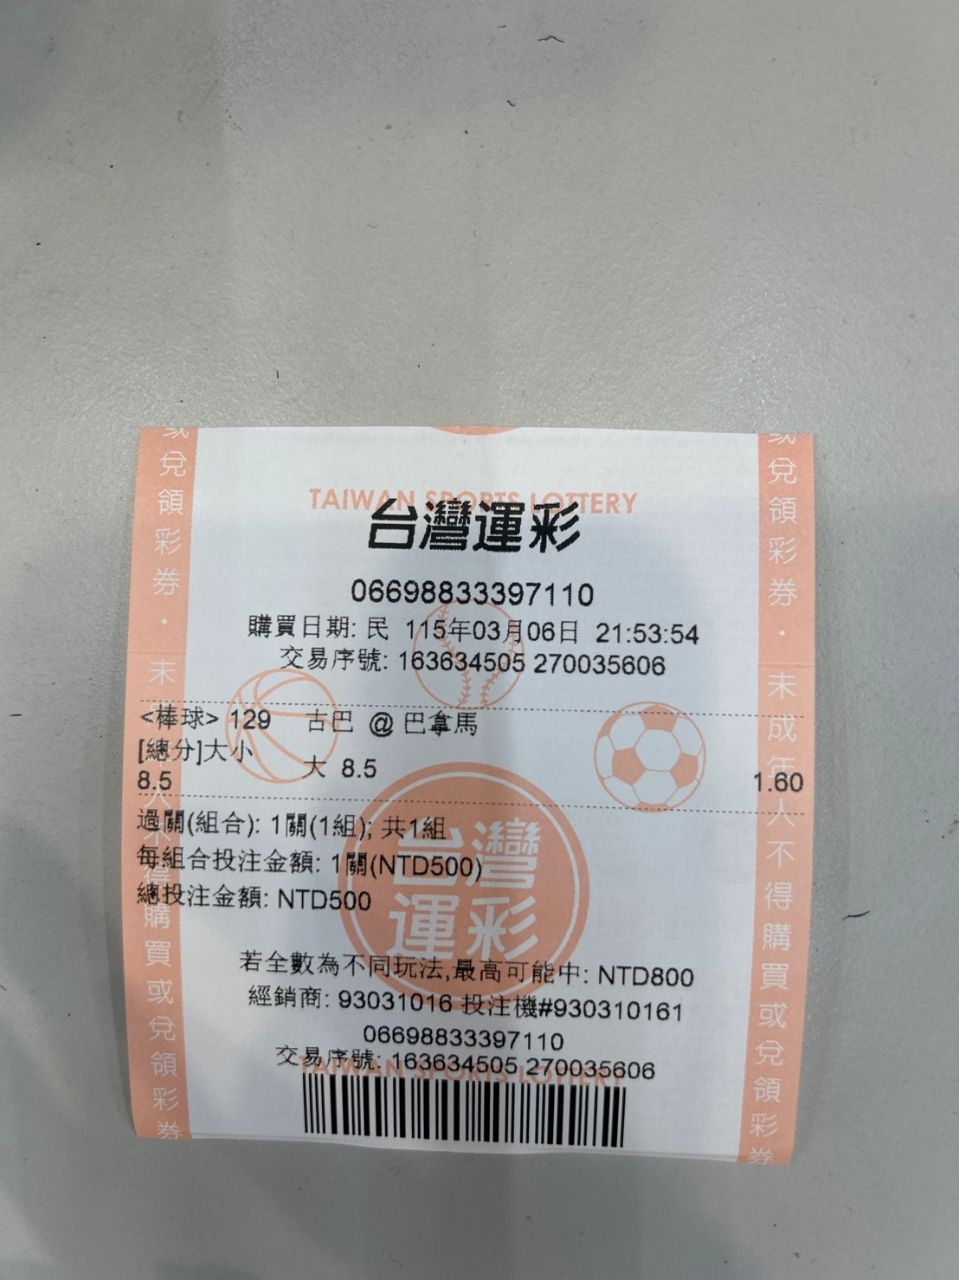 TAIWAN SPORTS LOTTERY
台灣運彩
06698833397110
購買日期: 民 115年03月06日 21:53:54
交易序號: 163634505 270035606
<棒球> 129 古巴 @ 巴拿馬
[總分]大小
8.5 大 8.5 1.60
過關(組合): 1關(1組); 共1組
每組合投注金額: 1關(NTD500)
總投注金額: NTD500
台灣
運彩
若全數為不同玩法,最高可能中: NTD800
經銷商: 93031016 投注機#930310161
06698833397110
交易序號: 163634505 270035606
TAIWAN SPORTS LOTTERY
或兌領彩券．未成年人不得購買或兌領彩券
或兌領彩券．未成年人不得購買或兌領彩券